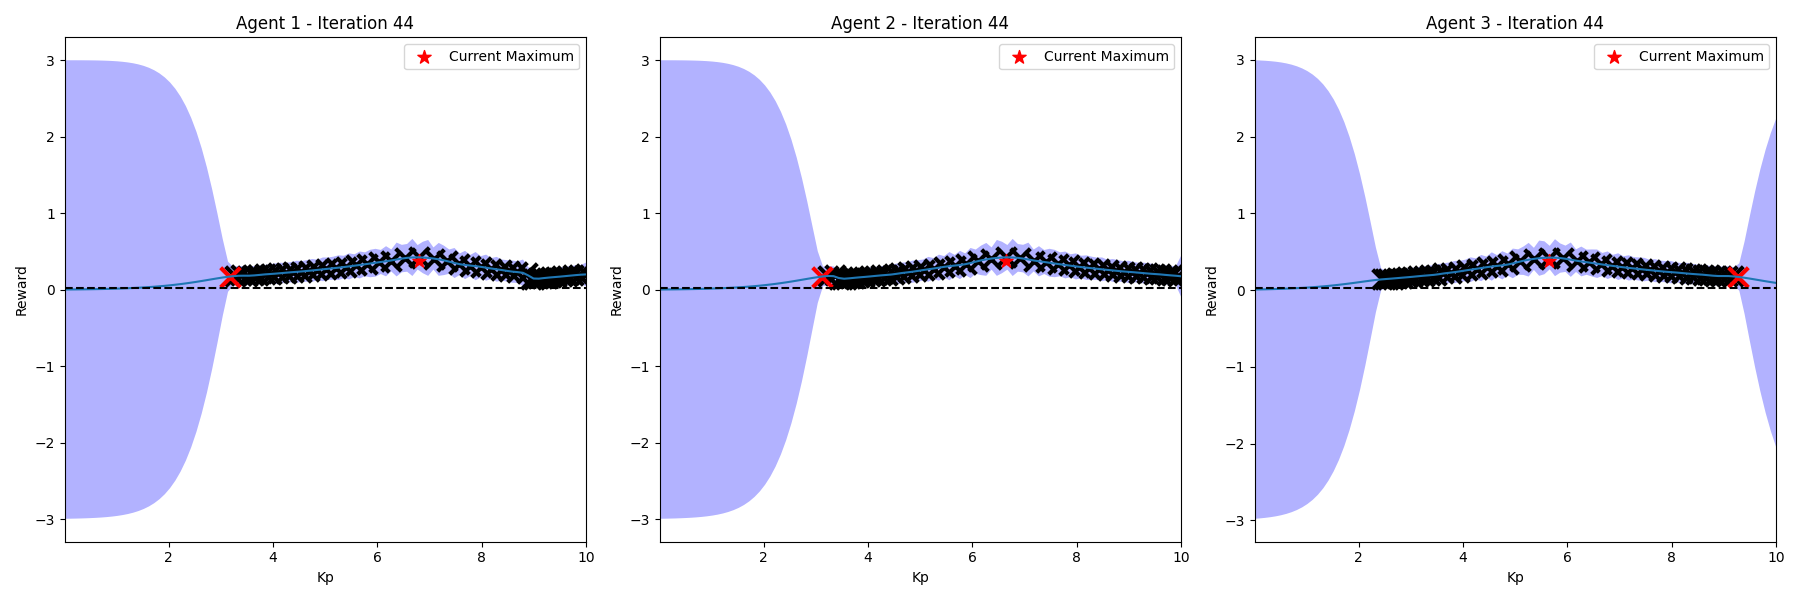 Agent 1 - Iteration 44
Current Maximum
Reward
3
2
1
0
−1
−2
−3
2 4 6 8 10
Kp
Agent 2 - Iteration 44
Current Maximum
Reward
3
2
1
0
−1
−2
−3
2 4 6 8 10
Kp
Agent 3 - Iteration 44
Current Maximum
Reward
3
2
1
0
−1
−2
−3
2 4 6 8 10
Kp